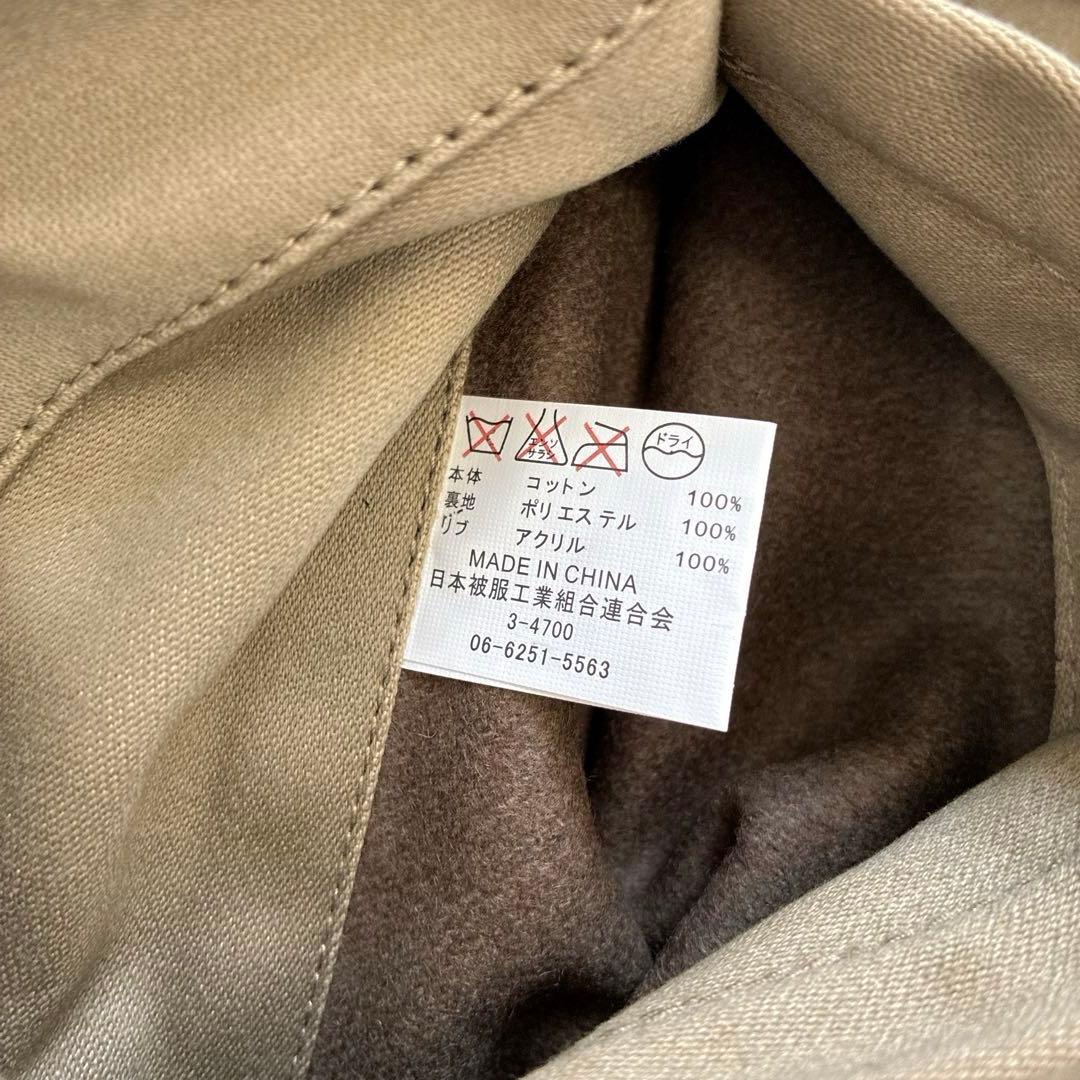 エンソ
サラシ
ドライ
本体 コットン 100%
裏地 ポリエステル 100%
リブ アクリル 100%
MADE IN CHINA
日本被服工業組合連合会
3-4700
06-6251-5563